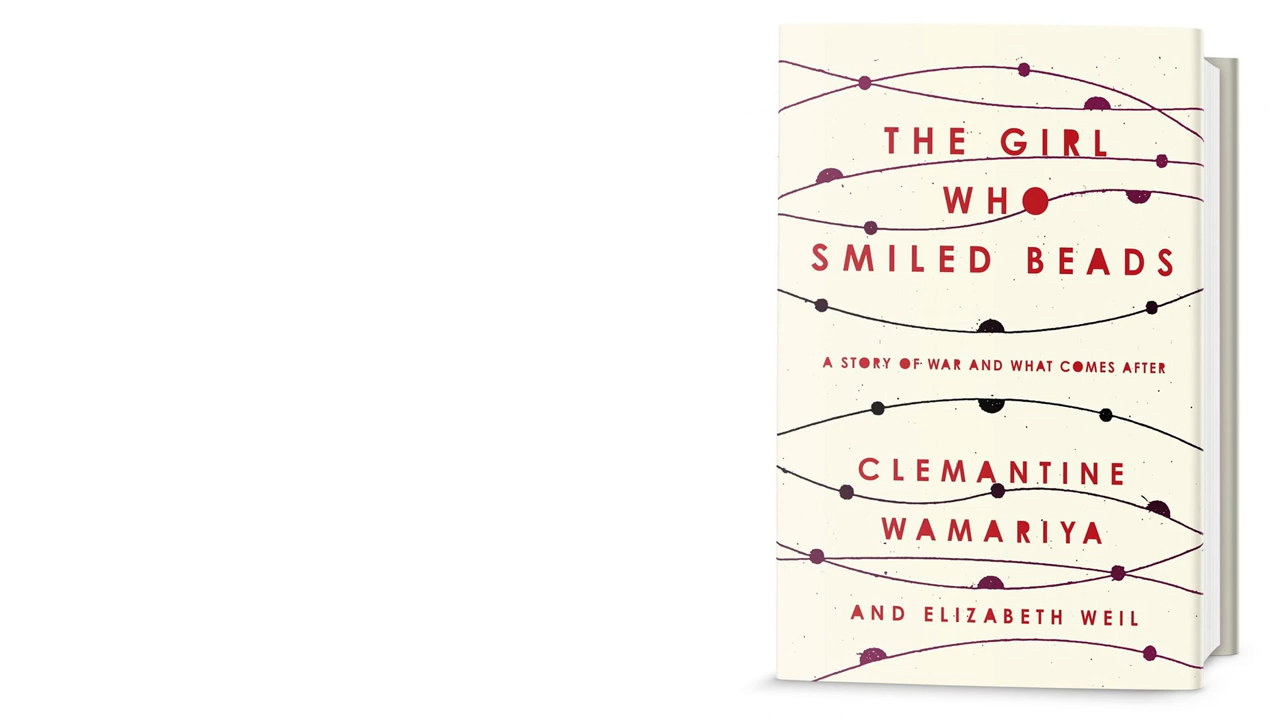 THE GIRL
WHO
SMILED BEADS
A STORY OF WAR AND WHAT COMES AFTER
CLEMANTINE
WAMARIYA
AND ELIZABETH WEIL